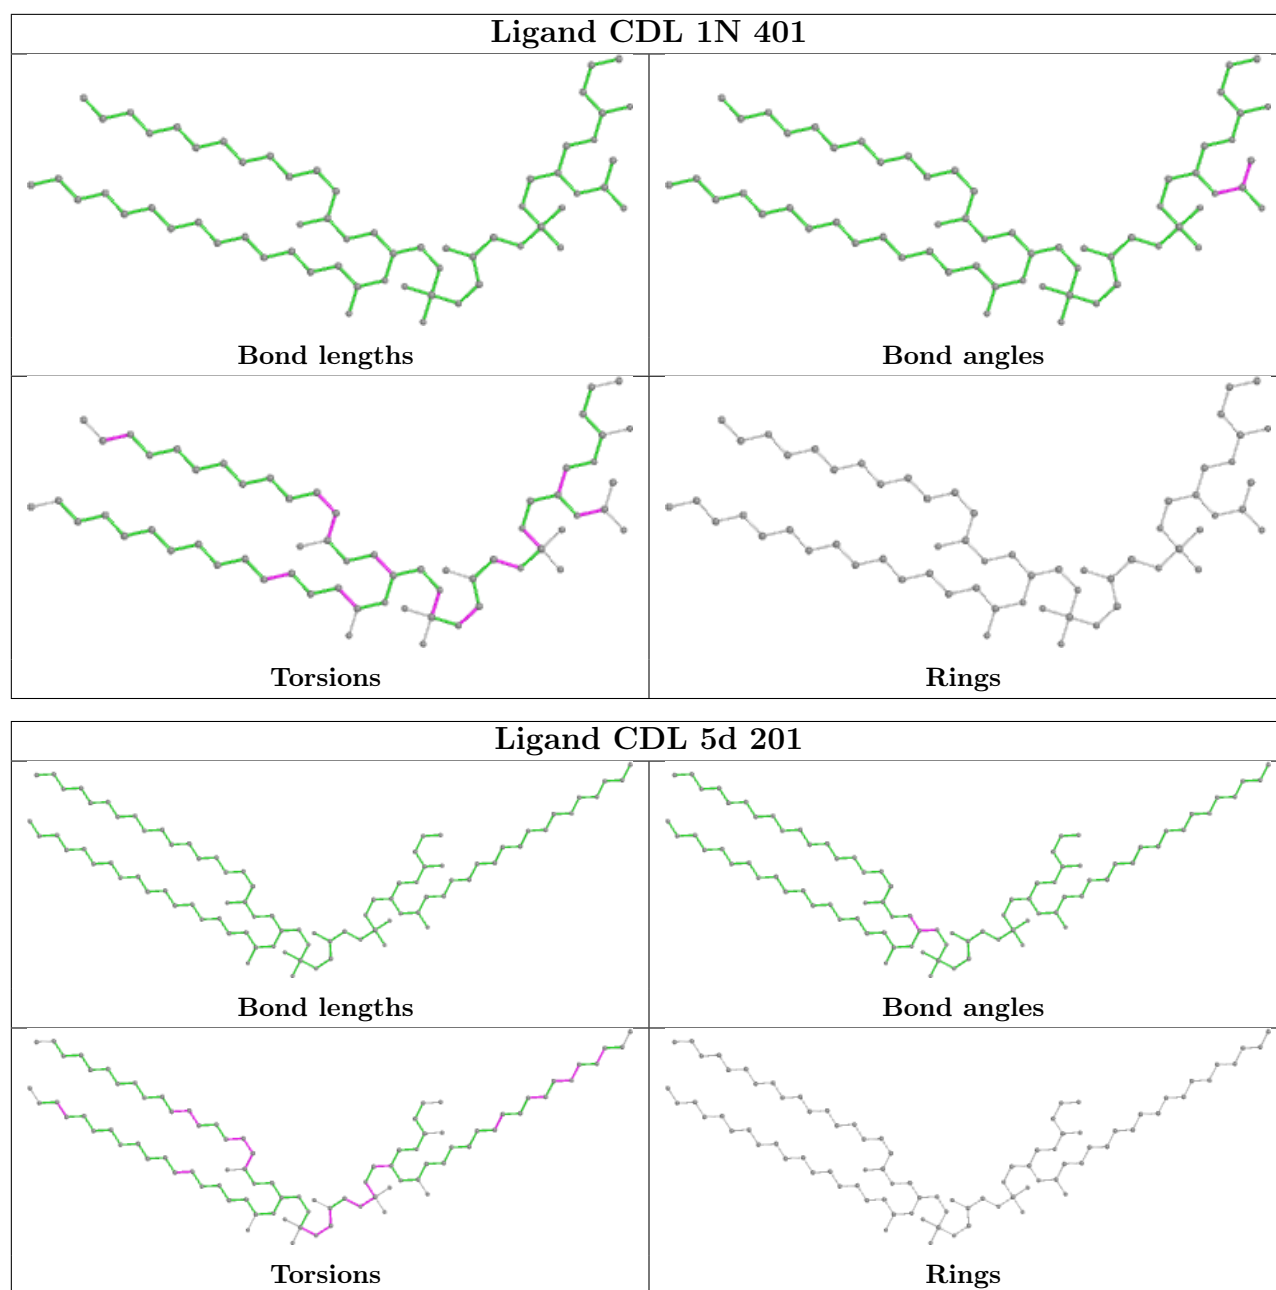 Ligand CDL 1N 401
Bond lengths
Bond angles
Torsions
Rings
Ligand CDL 5d 201
Bond lengths
Bond angles
Torsions
Rings